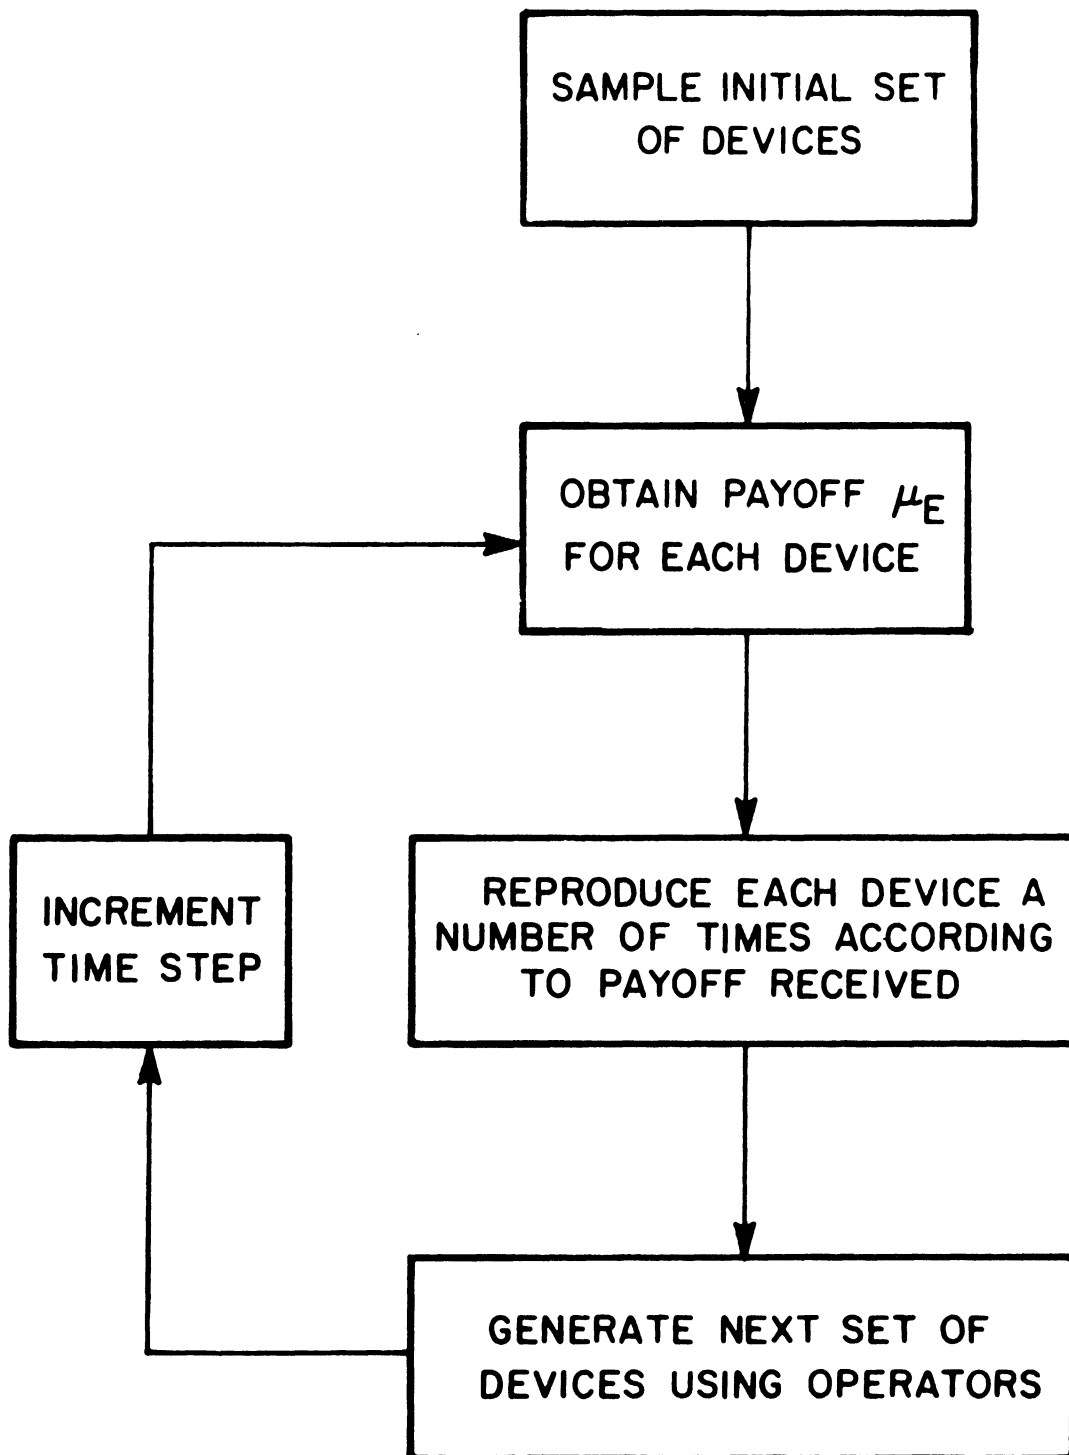 SAMPLE INITIAL SET
OF DEVICES
OBTAIN PAYOFF μE
FOR EACH DEVICE
REPRODUCE EACH DEVICE A
NUMBER OF TIMES ACCORDING
TO PAYOFF RECEIVED
INCREMENT
TIME STEP
GENERATE NEXT SET OF
DEVICES USING OPERATORS